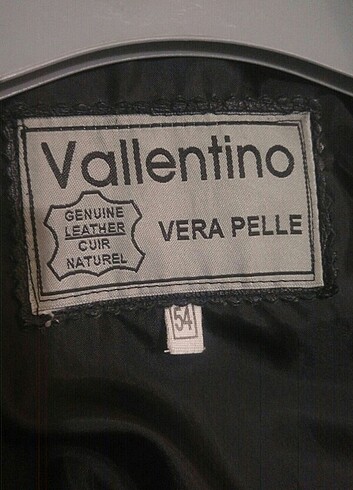 Vallentino
GENUINE
LEATHER
CUIR
NATUREL
VERA PELLE
54